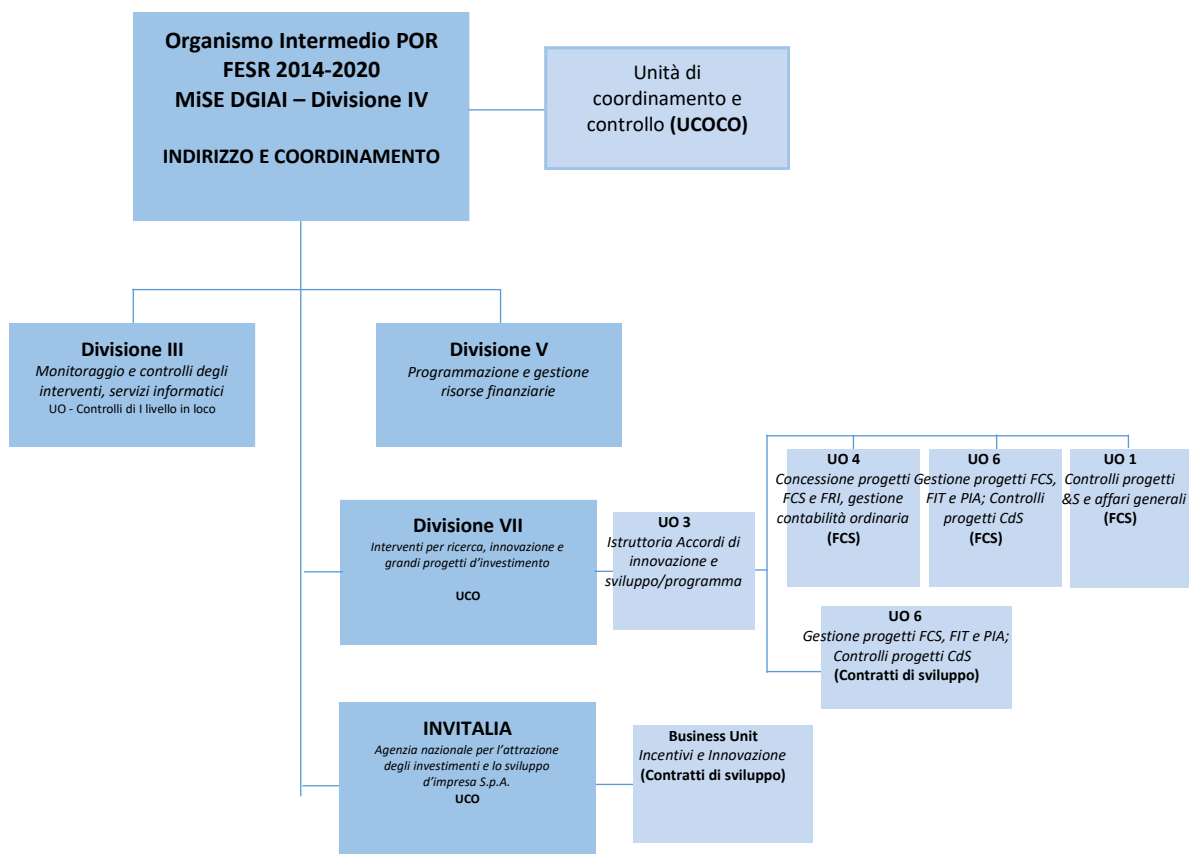 Organismo Intermedio POR
FESR 2014-2020
MiSE DGIAI – Divisione IV
INDIRIZZO E COORDINAMENTO
Unità di
coordinamento e
controllo (UCOCO)
Divisione III
Monitoraggio e controlli degli
interventi, servizi informatici
UO - Controlli di I livello in loco
Divisione V
Programmazione e gestione
risorse finanziarie
UO 4
Concessione progetti
FCS e FRI, gestione
contabilità ordinaria
(FCS)
UO 6
Gestione progetti FCS,
FIT e PIA; Controlli
progetti CdS
(FCS)
UO 1
Controlli progetti
&S e affari generali
(FCS)
Divisione VII
Interventi per ricerca, innovazione e
grandi progetti d’investimento
UCO
UO 3
Istruttoria Accordi di
innovazione e
sviluppo/programma
UO 6
Gestione progetti FCS, FIT e PIA;
Controlli progetti CdS
(Contratti di sviluppo)
INVITALIA
Agenzia nazionale per l’attrazione
degli investimenti e lo sviluppo
d’impresa S.p.A.
UCO
Business Unit
Incentivi e Innovazione
(Contratti di sviluppo)